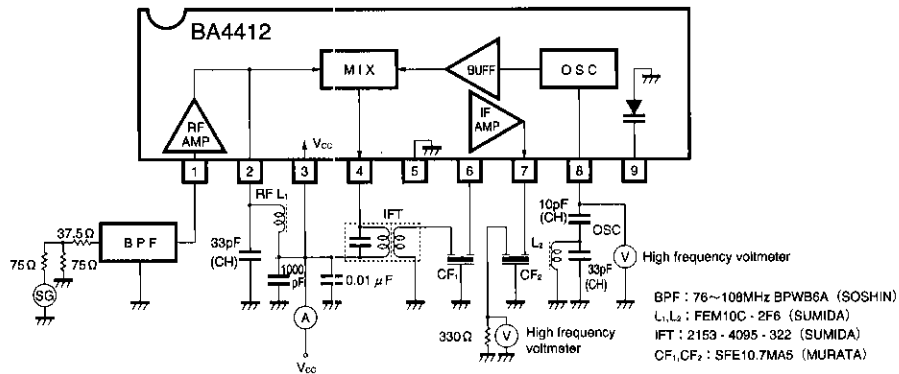 BA4412
MIX
BUFF
OSC
RF
AMP
IF
AMP
Vcc
1 2 3 4 5 6 7 8 9
RF L₁
IFT
10pF
(CH)
OSC
37.5Ω
BPF
33pF
(CH)
L₂
V
High frequency voltmeter
75Ω
75Ω
1000
pF
0.01 μF
CF₁
CF₂
33pF
(CH)
SG
A
330Ω
V
High frequency
voltmeter
Vcc
BPF : 76～108MHz BPWB6A (SOSHIN)
L₁,L₂ : FEM10C - 2F6 (SUMIDA)
IFT : 2153 - 4095 - 322 (SUMIDA)
CF₁,CF₂ : SFE10.7MA5 (MURATA)